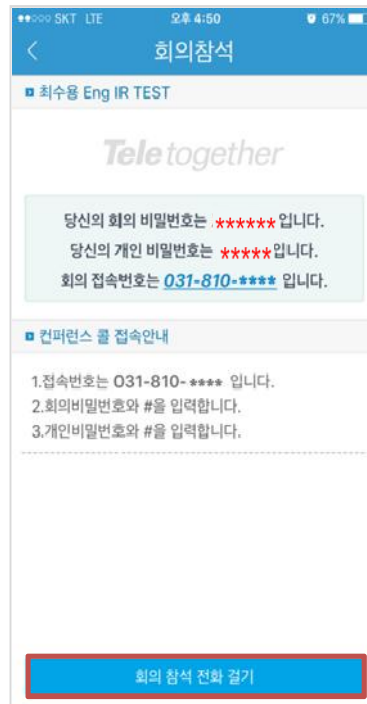 ●●○○○ SKT LTE 오후 4:50 67%
회의참석
최수용 Eng IR TEST
Teletogether
당신의 회의 비밀번호는 ****** 입니다.
당신의 개인 비밀번호는 *****입니다.
회의 접속번호는 031-810-**** 입니다.
컨퍼런스 콜 접속안내
1.접속번호는 031-810-**** 입니다.
2.회의비밀번호와 #을 입력합니다.
3.개인비밀번호와 #을 입력합니다.
회의 참석 전화 걸기